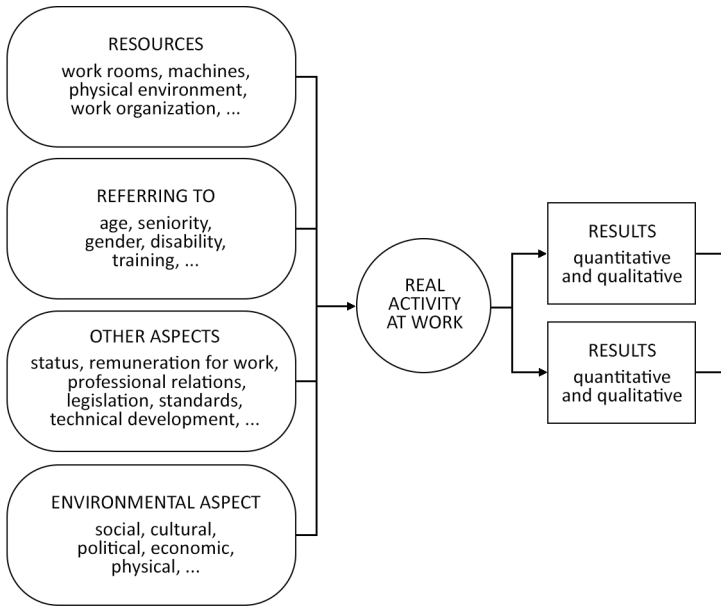 RESOURCES
work rooms, machines,
physical environment,
work organization, ...
REFERRING TO
age, seniority,
gender, disability,
training, ...
OTHER ASPECTS
status, remuneration for work,
professional relations,
legislation, standards,
technical development, ...
ENVIRONMENTAL ASPECT
social, cultural,
political, economic,
physical, ...
REAL
ACTIVITY
AT WORK
RESULTS
quantitative
and qualitative
RESULTS
quantitative
and qualitative